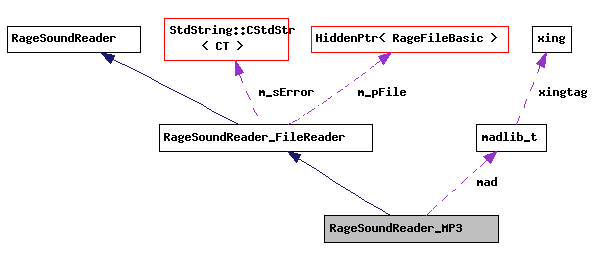 RageSoundReader
StdString::CStdStr
< CT >
HiddenPtr< RageFileBasic >
xing
m_sError
m_pFile
xingtag
RageSoundReader_FileReader
madlib_t
mad
RageSoundReader_MP3